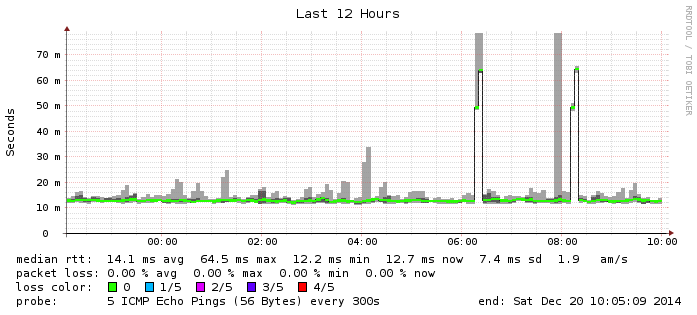 Last 12 Hours
RRDTOOL / TOBI OETIKER
Seconds
70 m
60 m
50 m
40 m
30 m
20 m
10 m
0
00:00 02:00 04:00 06:00 08:00 10:00
median rtt: 14.1 ms avg 64.5 ms max 12.2 ms min 12.7 ms now 7.4 ms sd 1.9 am/s
packet loss: 0.00 % avg 0.00 % max 0.00 % min 0.00 % now
loss color: 0 1/5 2/5 3/5 4/5
probe: 5 ICMP Echo Pings (56 Bytes) every 300s end: Sat Dec 20 10:05:09 2014